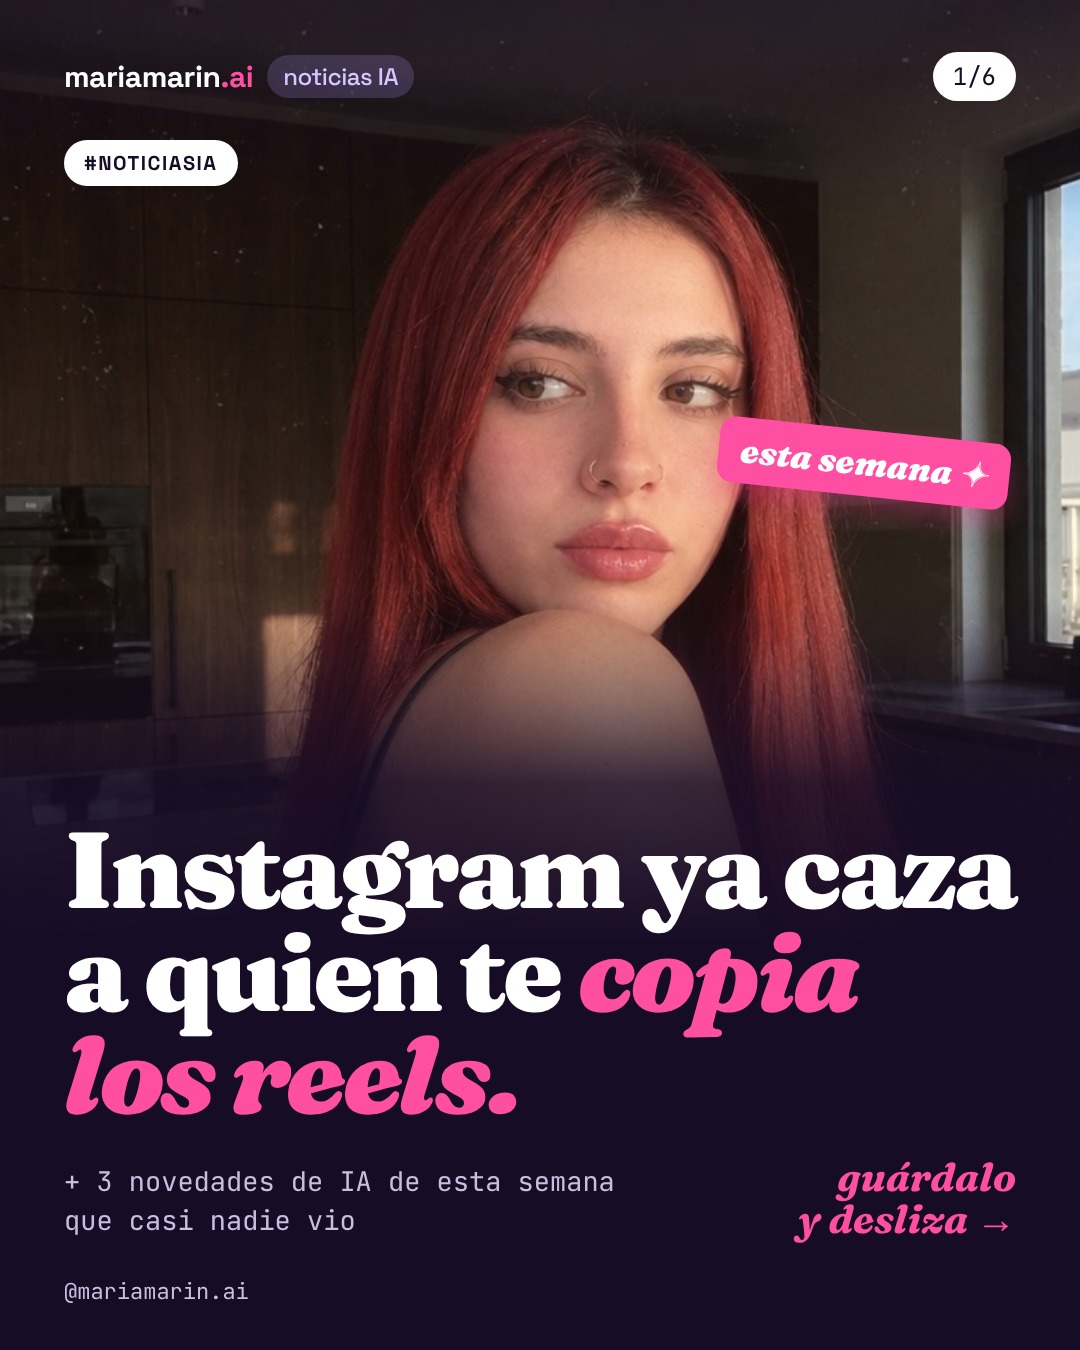 mariamarin.ai noticias IA 1/6
#NOTICIASIA
esta semana ✦
Instagram ya caza
a quien te copia
los reels.
+ 3 novedades de IA de esta semana
que casi nadie vio
guárdalo
y desliza →
@mariamarin.ai